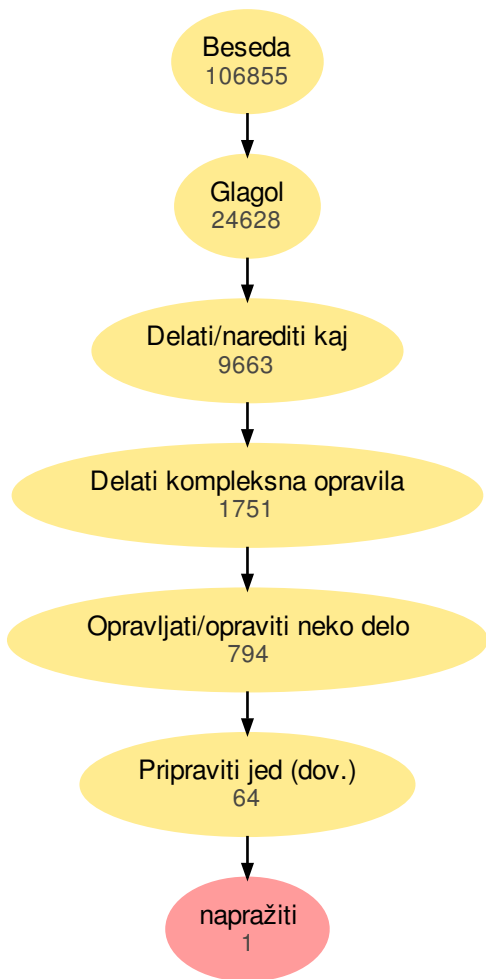 Beseda
106855
Glagol
24628
Delati/narediti kaj
9663
Delati kompleksna opravila
1751
Opravljati/opraviti neko delo
794
Pripraviti jed (dov.)
64
napražiti
1